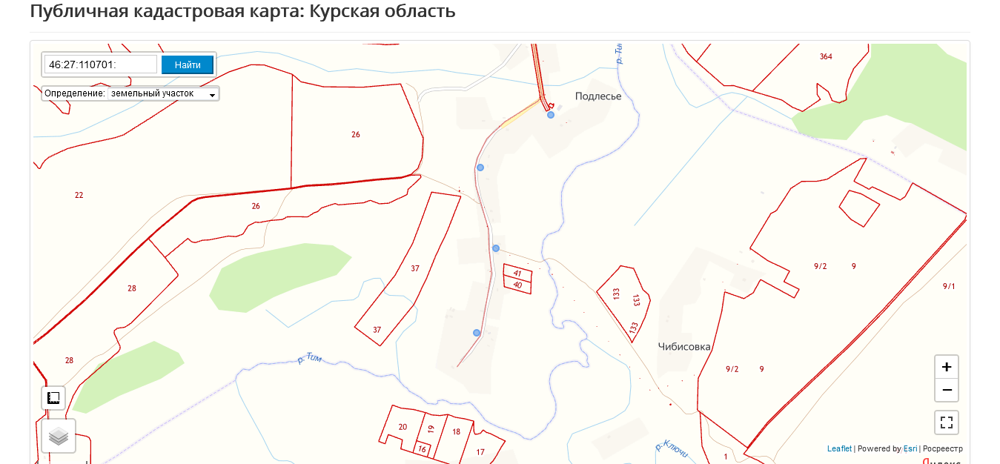 Публичная кадастровая карта: Курская область
46:27:110701:
Найти
Определение: земельный участок
р. Тим
364
Подлесье
26
22
26
37
28
41
40
133
133
133
9/2
9
9/1
37
Чибисовка
28
р. Тим
9/2
9
+
−
20
19
18
16
17
р. Ключи
1
Leaflet | Powered by Esri | Росреестр
Яндекс